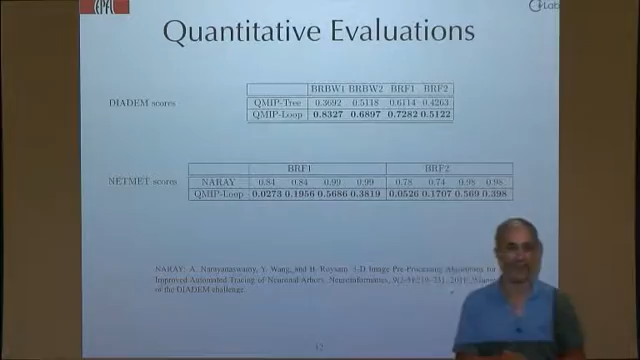 EPFL
CVLab
Quantitative Evaluations
DIADEM scores
BRBW1 BRBW2 BRF1 BRF2
QMIP-Tree 0.3692 0.5118 0.6114 0.4263
QMIP-Loop 0.8327 0.6897 0.7282 0.5122
NETMET scores
BRF1 BRF2
NARAY 0.84 0.84 0.99 0.99 0.78 0.74 0.98 0.98
QMIP-Loop 0.0273 0.1956 0.5686 0.3819 0.0526 0.1707 0.569 0.398
NARAY: A. Narayanaswamy, Y. Wang, and B. Roysam. 3-D Image Pre-Processing Algorithms for
Improved Automated Tracing of Neuronal Arbors. Neuroinformatics, 2011.
of the DIADEM challenge.
12